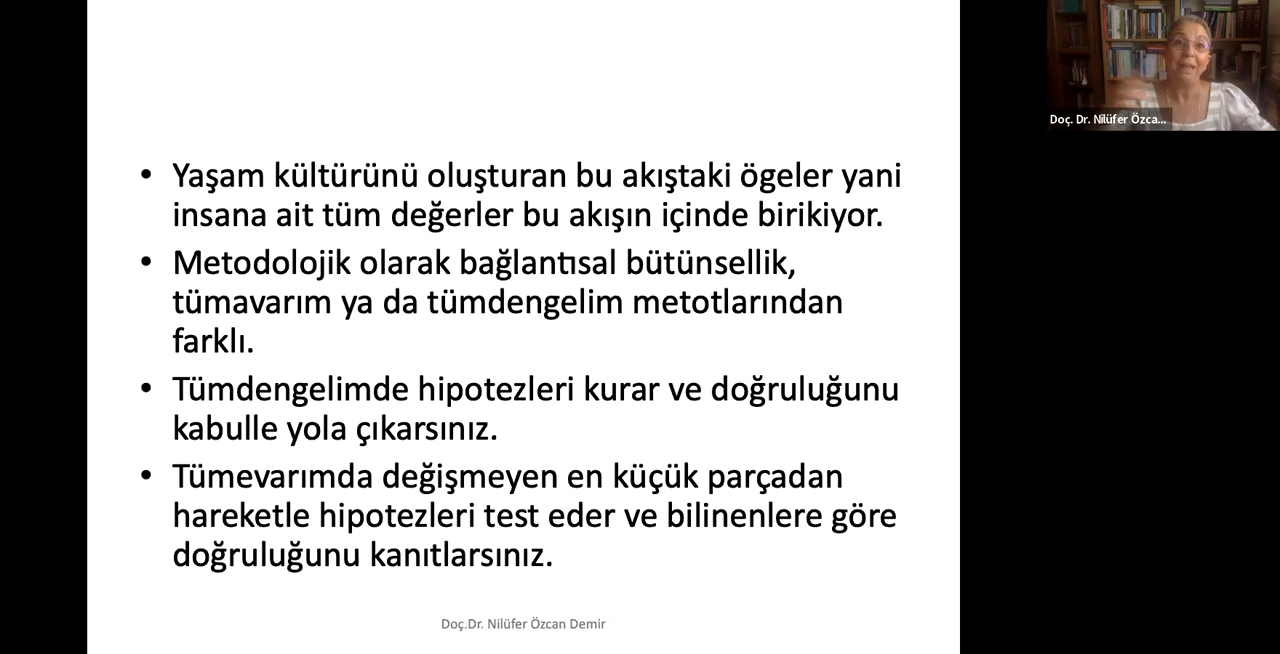 • Yaşam kültürünü oluşturan bu akıştaki ögeler yani
insana ait tüm değerler bu akışın içinde birikiyor.
• Metodolojik olarak bağlantısal bütünsellik,
tümavarım ya da tümdengelim metotlarından
farklı.
• Tümdengelimde hipotezleri kurar ve doğruluğunu
kabulle yola çıkarsınız.
• Tümevarımda değişmeyen en küçük parçadan
hareketle hipotezleri test eder ve bilinenlere göre
doğruluğunu kanıtlarsınız.
Doç.Dr. Nilüfer Özcan Demir
Doç. Dr. Nilüfer Özca...